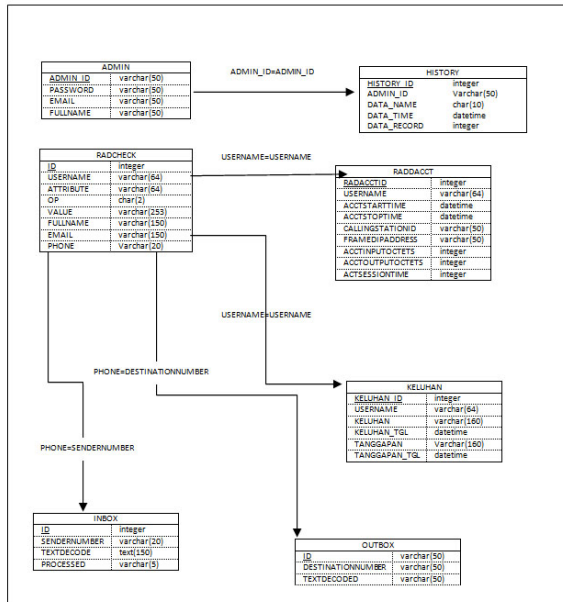 ADMIN
ADMIN_ID varchar(50)
PASSWORD varchar(50)
EMAIL varchar(50)
FULLNAME varchar(50)
ADMIN_ID=ADMIN_ID
HISTORY
HISTORY_ID integer
ADMIN_ID Varchar(50)
DATA_NAME char(10)
DATA_TIME datetime
DATA_RECORD integer
RADCHECK
ID integer
USERNAME varchar(64)
ATTRIBUTE varchar(64)
OP char(2)
VALUE varchar(253)
FULLNAME varchar(150)
EMAIL varchar(150)
PHONE Varchar(20)
USERNAME=USERNAME
RADDACCT
RADACCTID integer
USERNAME varchar(64)
ACCTSTARTTIME datetime
ACCTSTOPTIME datetime
CALLINGSTATIONID varchar(50)
FRAMEDIPADDRESS varchar(50)
ACCTINPUTOCTETS integer
ACCTOUTPUTOCTETS integer
ACTSESSIONTIME integer
USERNAME=USERNAME
PHONE=DESTINATIONNUMBER
KELUHAN
KELUHAN_ID integer
USERNAME varchar(64)
KELUHAN varchar(160)
KELUHAN_TGL datetime
TANGGAPAN Varchar(160)
TANGGAPAN_TGL datetime
PHONE=SENDERNUMBER
INBOX
ID integer
SENDERNUMBER varchar(20)
TEXTDECODE text(150)
PROCESSED varchar(5)
OUTBOX
ID varchar(50)
DESTINATIONNUMBER varchar(50)
TEXTDECODED varchar(50)